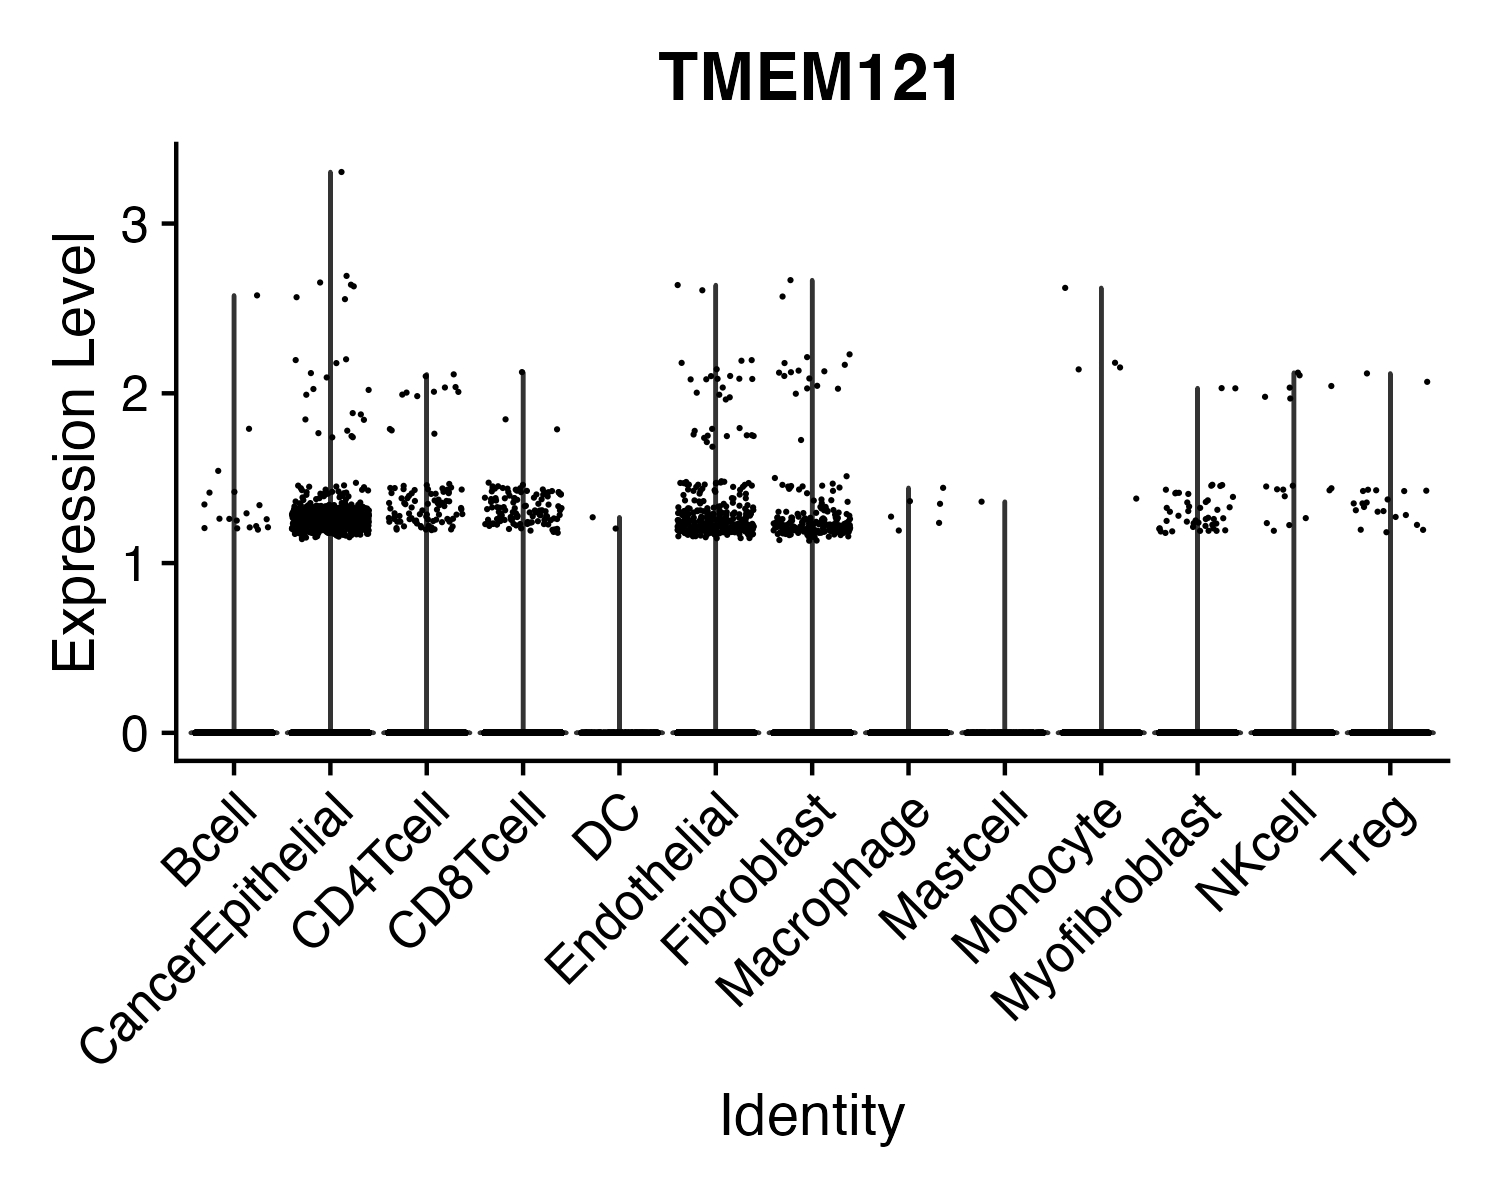 TMEM121
Expression Level
3
2
1
0
Bcell
CancerEpithelial
CD4Tcell
CD8Tcell
DC
Endothelial
Fibroblast
Macrophage
Mastcell
Monocyte
Myofibroblast
NKcell
Treg
Identity